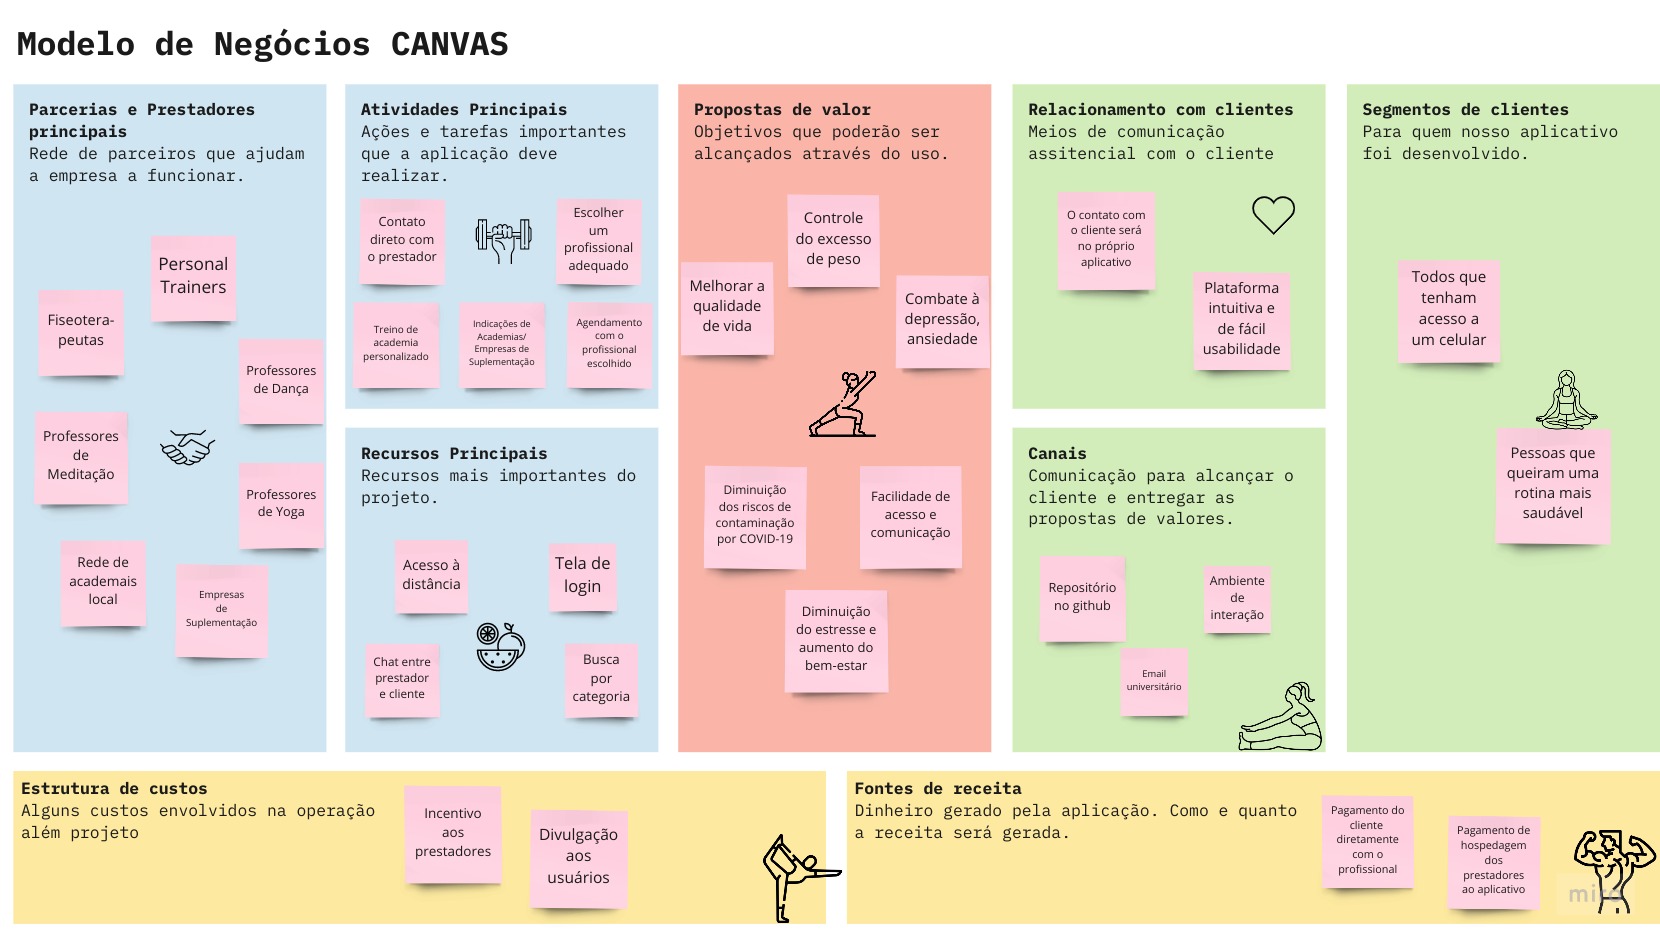 Modelo de Negócios CANVAS
Parcerias e Prestadores
principais
Rede de parceiros que ajudam
a empresa a funcionar.
Personal
Trainers
Fiseotera-
peutas
Professores
de Dança
Professores
de
Meditação
Professores
de Yoga
Rede de
academais
local
Empresas
de
Suplementação
Atividades Principais
Ações e tarefas importantes
que a aplicação deve
realizar.
Contato
direto com
o prestador
Escolher
um
profissional
adequado
Treino de
academia
personalizado
Indicações de
Academias/
Empresas de
Suplementação
Agendamento
com o
profissional
escolhido
Recursos Principais
Recursos mais importantes do
projeto.
Acesso à
distância
Tela de
login
Chat entre
prestador
e cliente
Busca
por
categoria
Propostas de valor
Objetivos que poderão ser
alcançados através do uso.
Controle
do excesso
de peso
Melhorar a
qualidade
de vida
Combate à
depressão,
ansiedade
Diminuição
dos riscos de
contaminação
por COVID-19
Facilidade de
acesso e
comunicação
Diminuição
do estresse e
aumento do
bem-estar
Relacionamento com clientes
Meios de comunicação
assitencial com o cliente
O contato com
o cliente será
no próprio
aplicativo
Plataforma
intuitiva e
de fácil
usabilidade
Canais
Comunicação para alcançar o
cliente e entregar as
propostas de valores.
Repositório
no github
Ambiente
de
interação
Email
universitário
Segmentos de clientes
Para quem nosso aplicativo
foi desenvolvido.
Todos que
tenham
acesso a
um celular
Pessoas que
queiram uma
rotina mais
saudável
Estrutura de custos
Alguns custos envolvidos na operação
além projeto
Incentivo
aos
prestadores
Divulgação
aos
usuários
Fontes de receita
Dinheiro gerado pela aplicação. Como e quanto
a receita será gerada.
Pagamento do
cliente
diretamente
com o
profissional
Pagamento de
hospedagem
dos
prestadores
ao aplicativo
miro